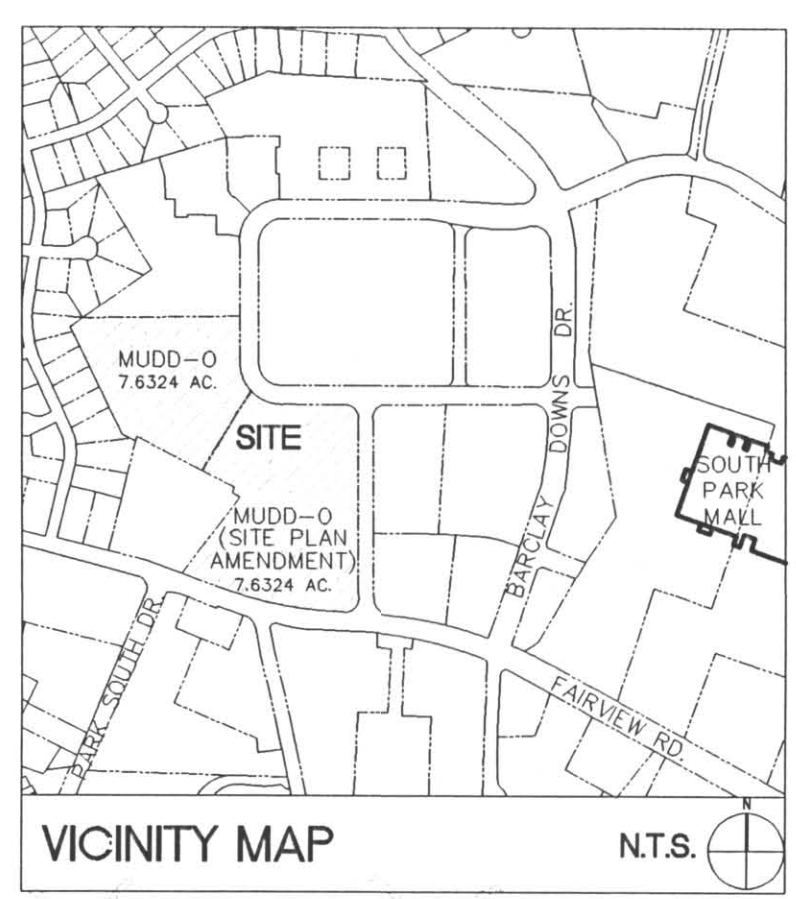 MUDD-O
7.6324 AC.
SITE
MUDD-O
(SITE PLAN
AMENDMENT)
7.6324 AC.
BARCLAY DOWNS DR.
SOUTH
PARK
MALL
PARK SOUTH DR.
FAIRVIEW RD.
VICINITY MAP
N.T.S.
N